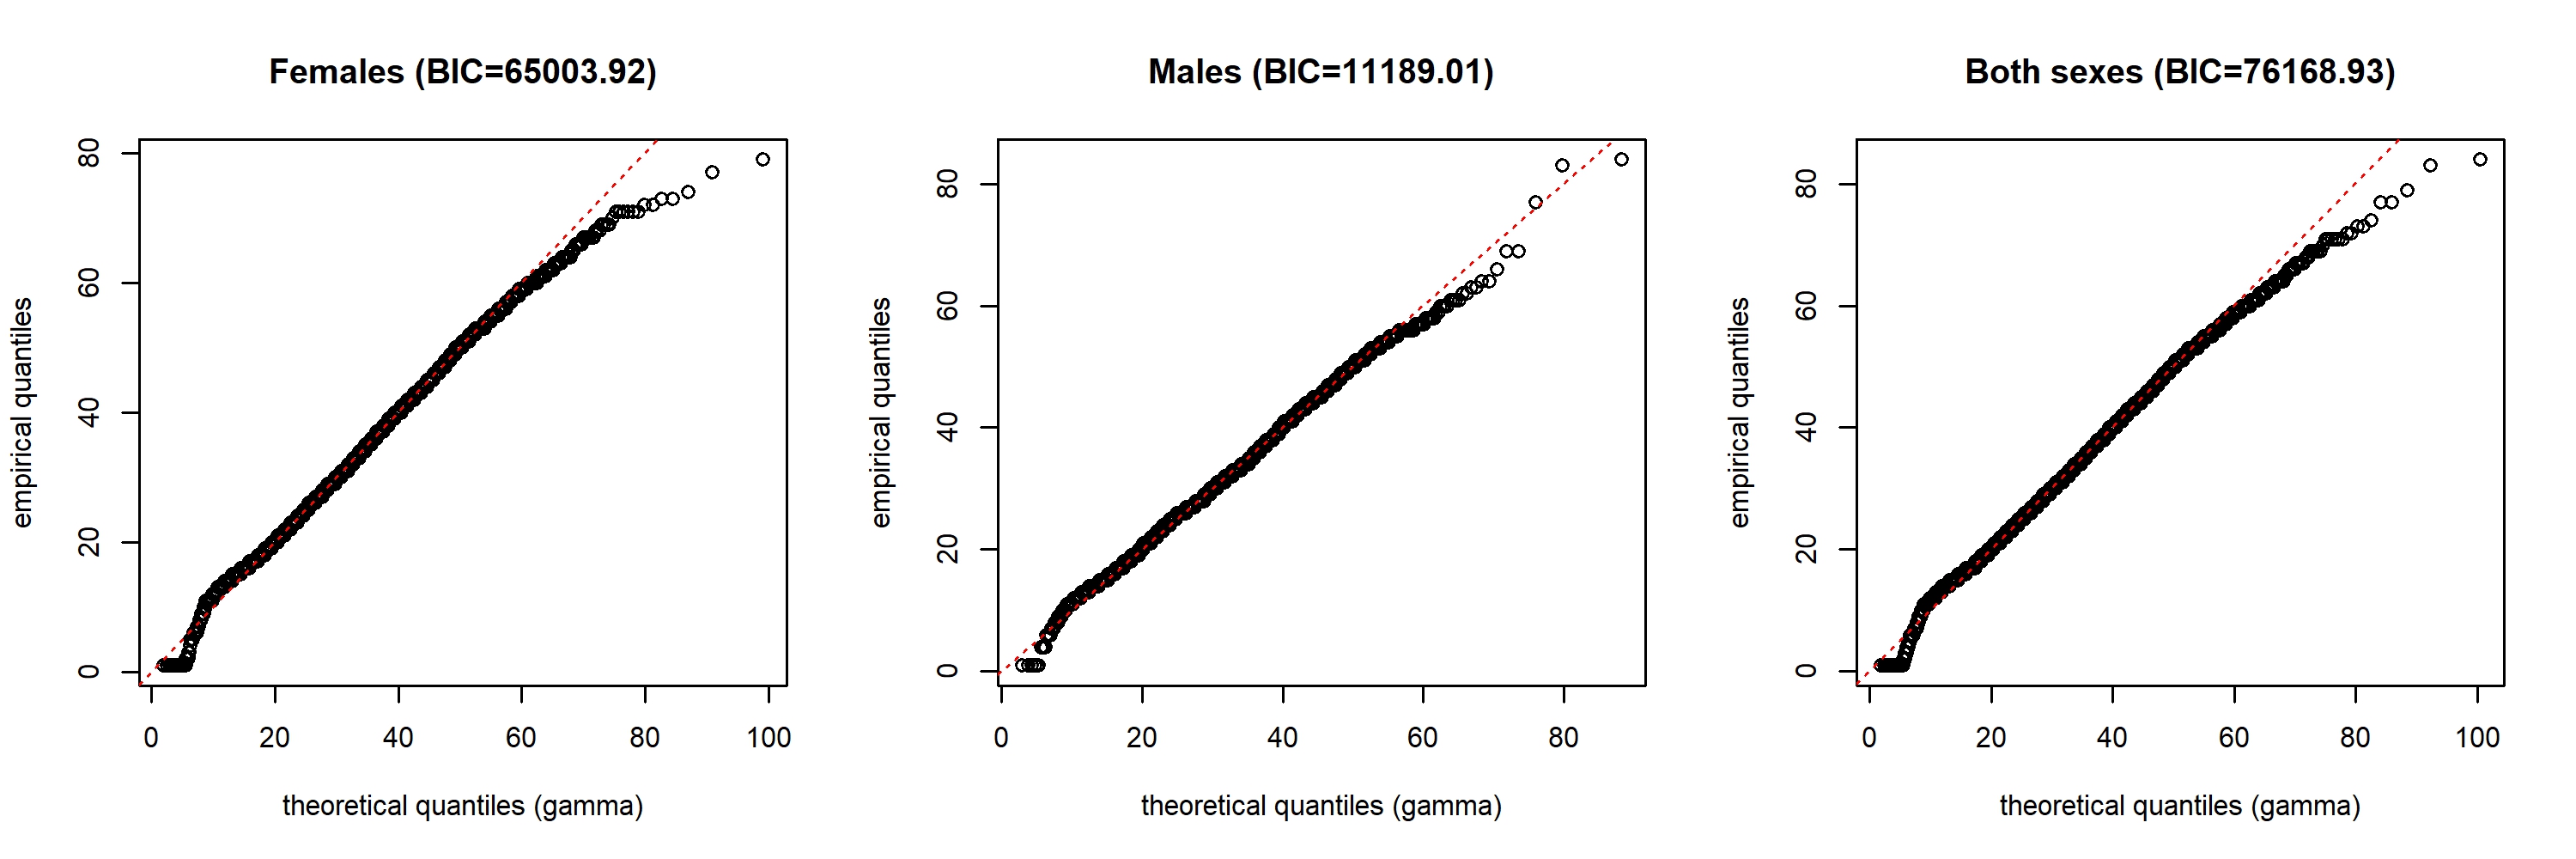 Females (BIC=65003.92)
empirical quantiles
80
60
40
20
0
0 20 40 60 80 100
theoretical quantiles (gamma)
Males (BIC=11189.01)
empirical quantiles
80
60
40
20
0
0 20 40 60 80
theoretical quantiles (gamma)
Both sexes (BIC=76168.93)
empirical quantiles
80
60
40
20
0
0 20 40 60 80 100
theoretical quantiles (gamma)